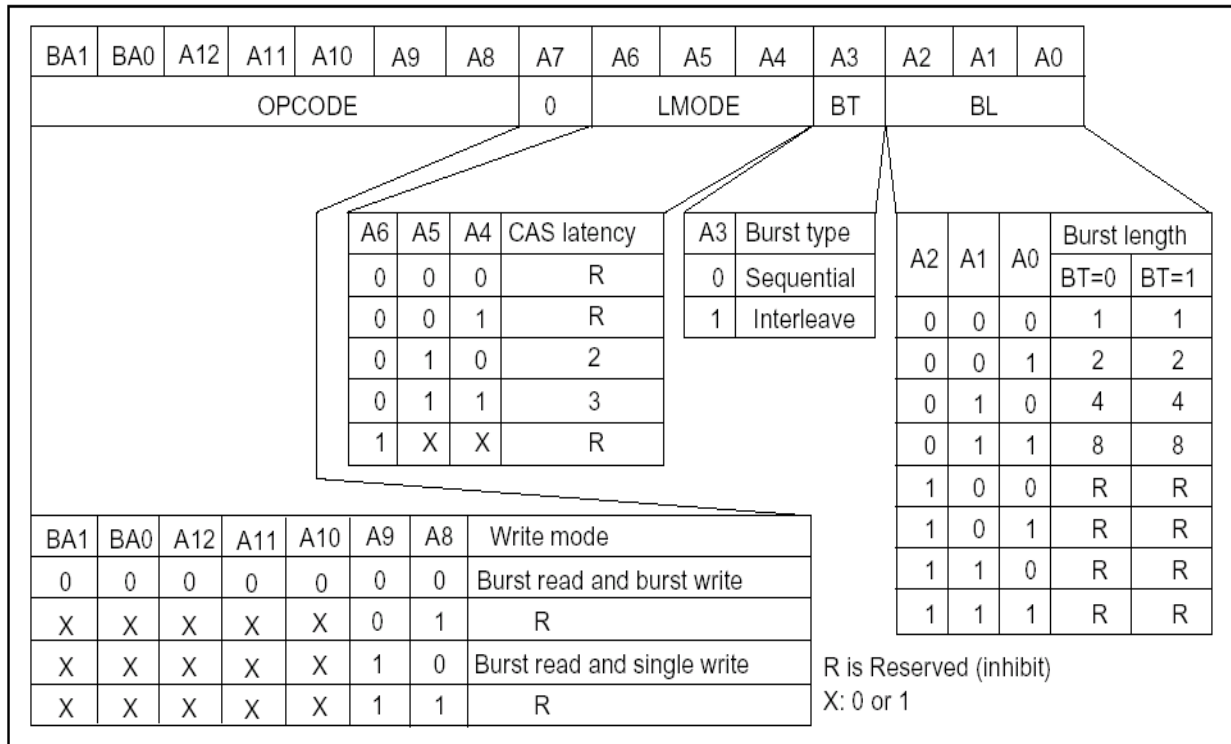 BA1 BA0 A12 A11 A10 A9 A8 A7 A6 A5 A4 A3 A2 A1 A0
OPCODE 0 LMODE BT BL
A6 A5 A4 CAS latency
0 0 0 R
0 0 1 R
0 1 0 2
0 1 1 3
1 X X R
A3 Burst type
0 Sequential
1 Interleave
A2 A1 A0 Burst length
BT=0 BT=1
0 0 0 1 1
0 0 1 2 2
0 1 0 4 4
0 1 1 8 8
1 0 0 R R
1 0 1 R R
1 1 0 R R
1 1 1 R R
BA1 BA0 A12 A11 A10 A9 A8 Write mode
0 0 0 0 0 0 0 Burst read and burst write
X X X X X 0 1 R
X X X X X 1 0 Burst read and single write
X X X X X 1 1 R
R is Reserved (inhibit)
X: 0 or 1